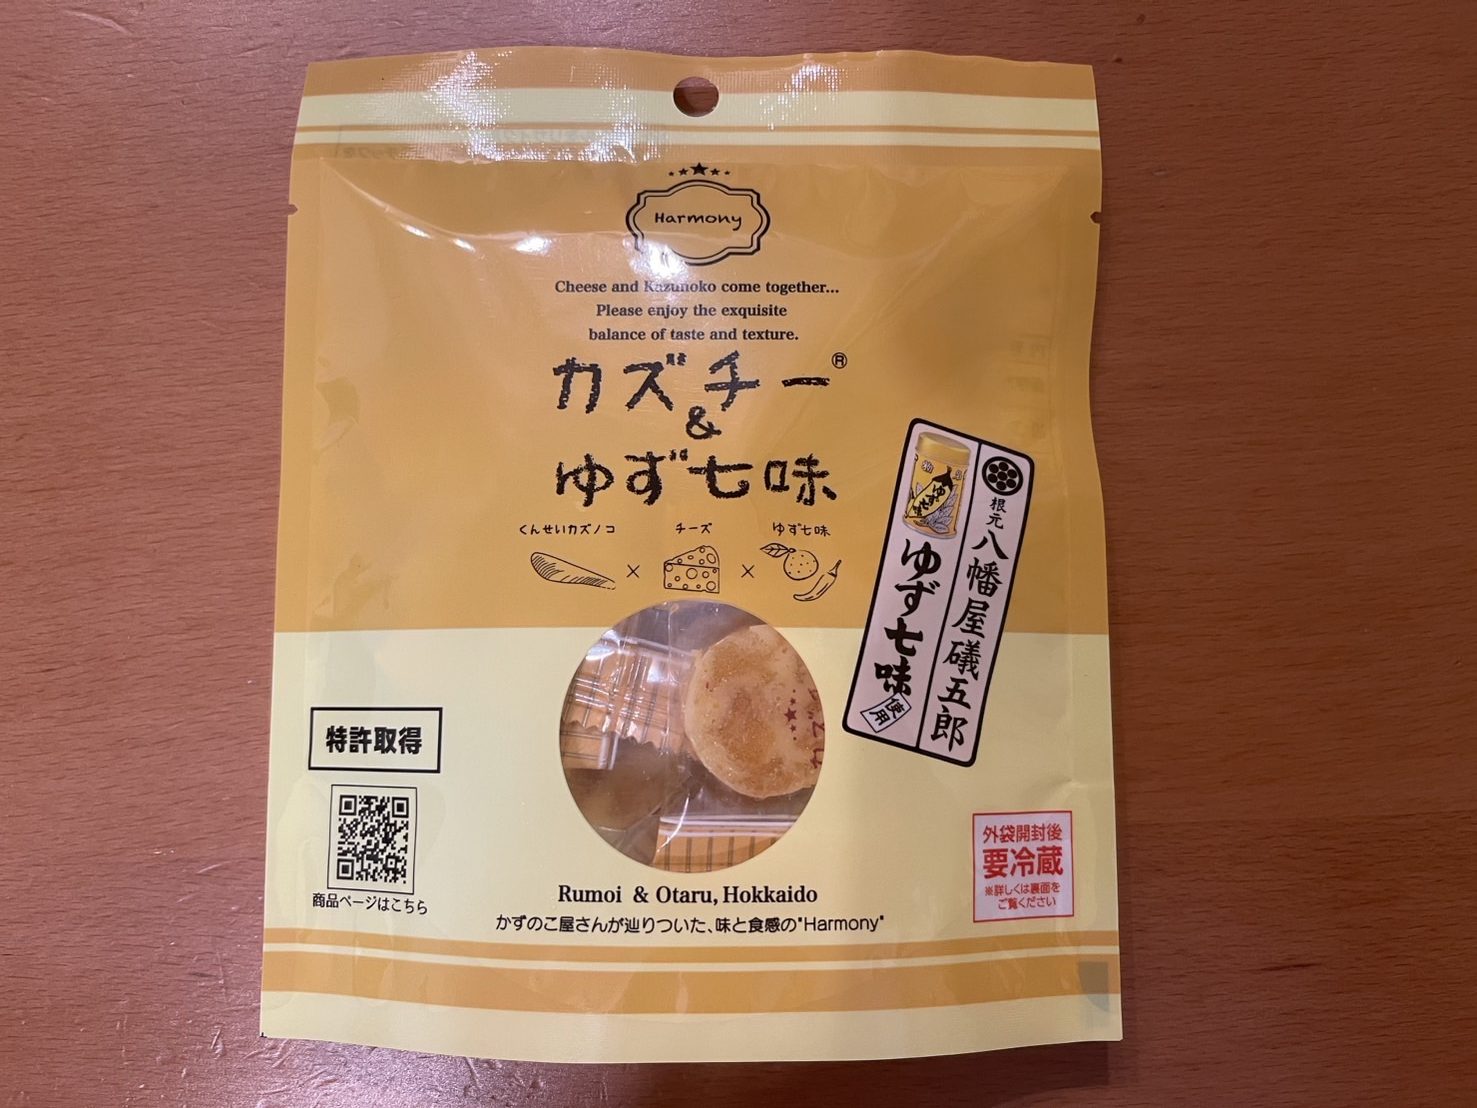 Harmony
Cheese and Kazunoko come together...
Please enjoy the exquisite
balance of taste and texture.
カズチー®
&
ゆず七味
くんせいカズノコ × チーズ × ゆず七味
根元 八幡屋礒五郎
ゆず七味 使用
ゆず七味
特許取得
商品ページはこちら
外袋開封後
要冷蔵
※詳しくは裏面を
ご覧ください
Rumoi & Otaru, Hokkaido
かずのこ屋さんが辿りついた、味と食感の"Harmony"